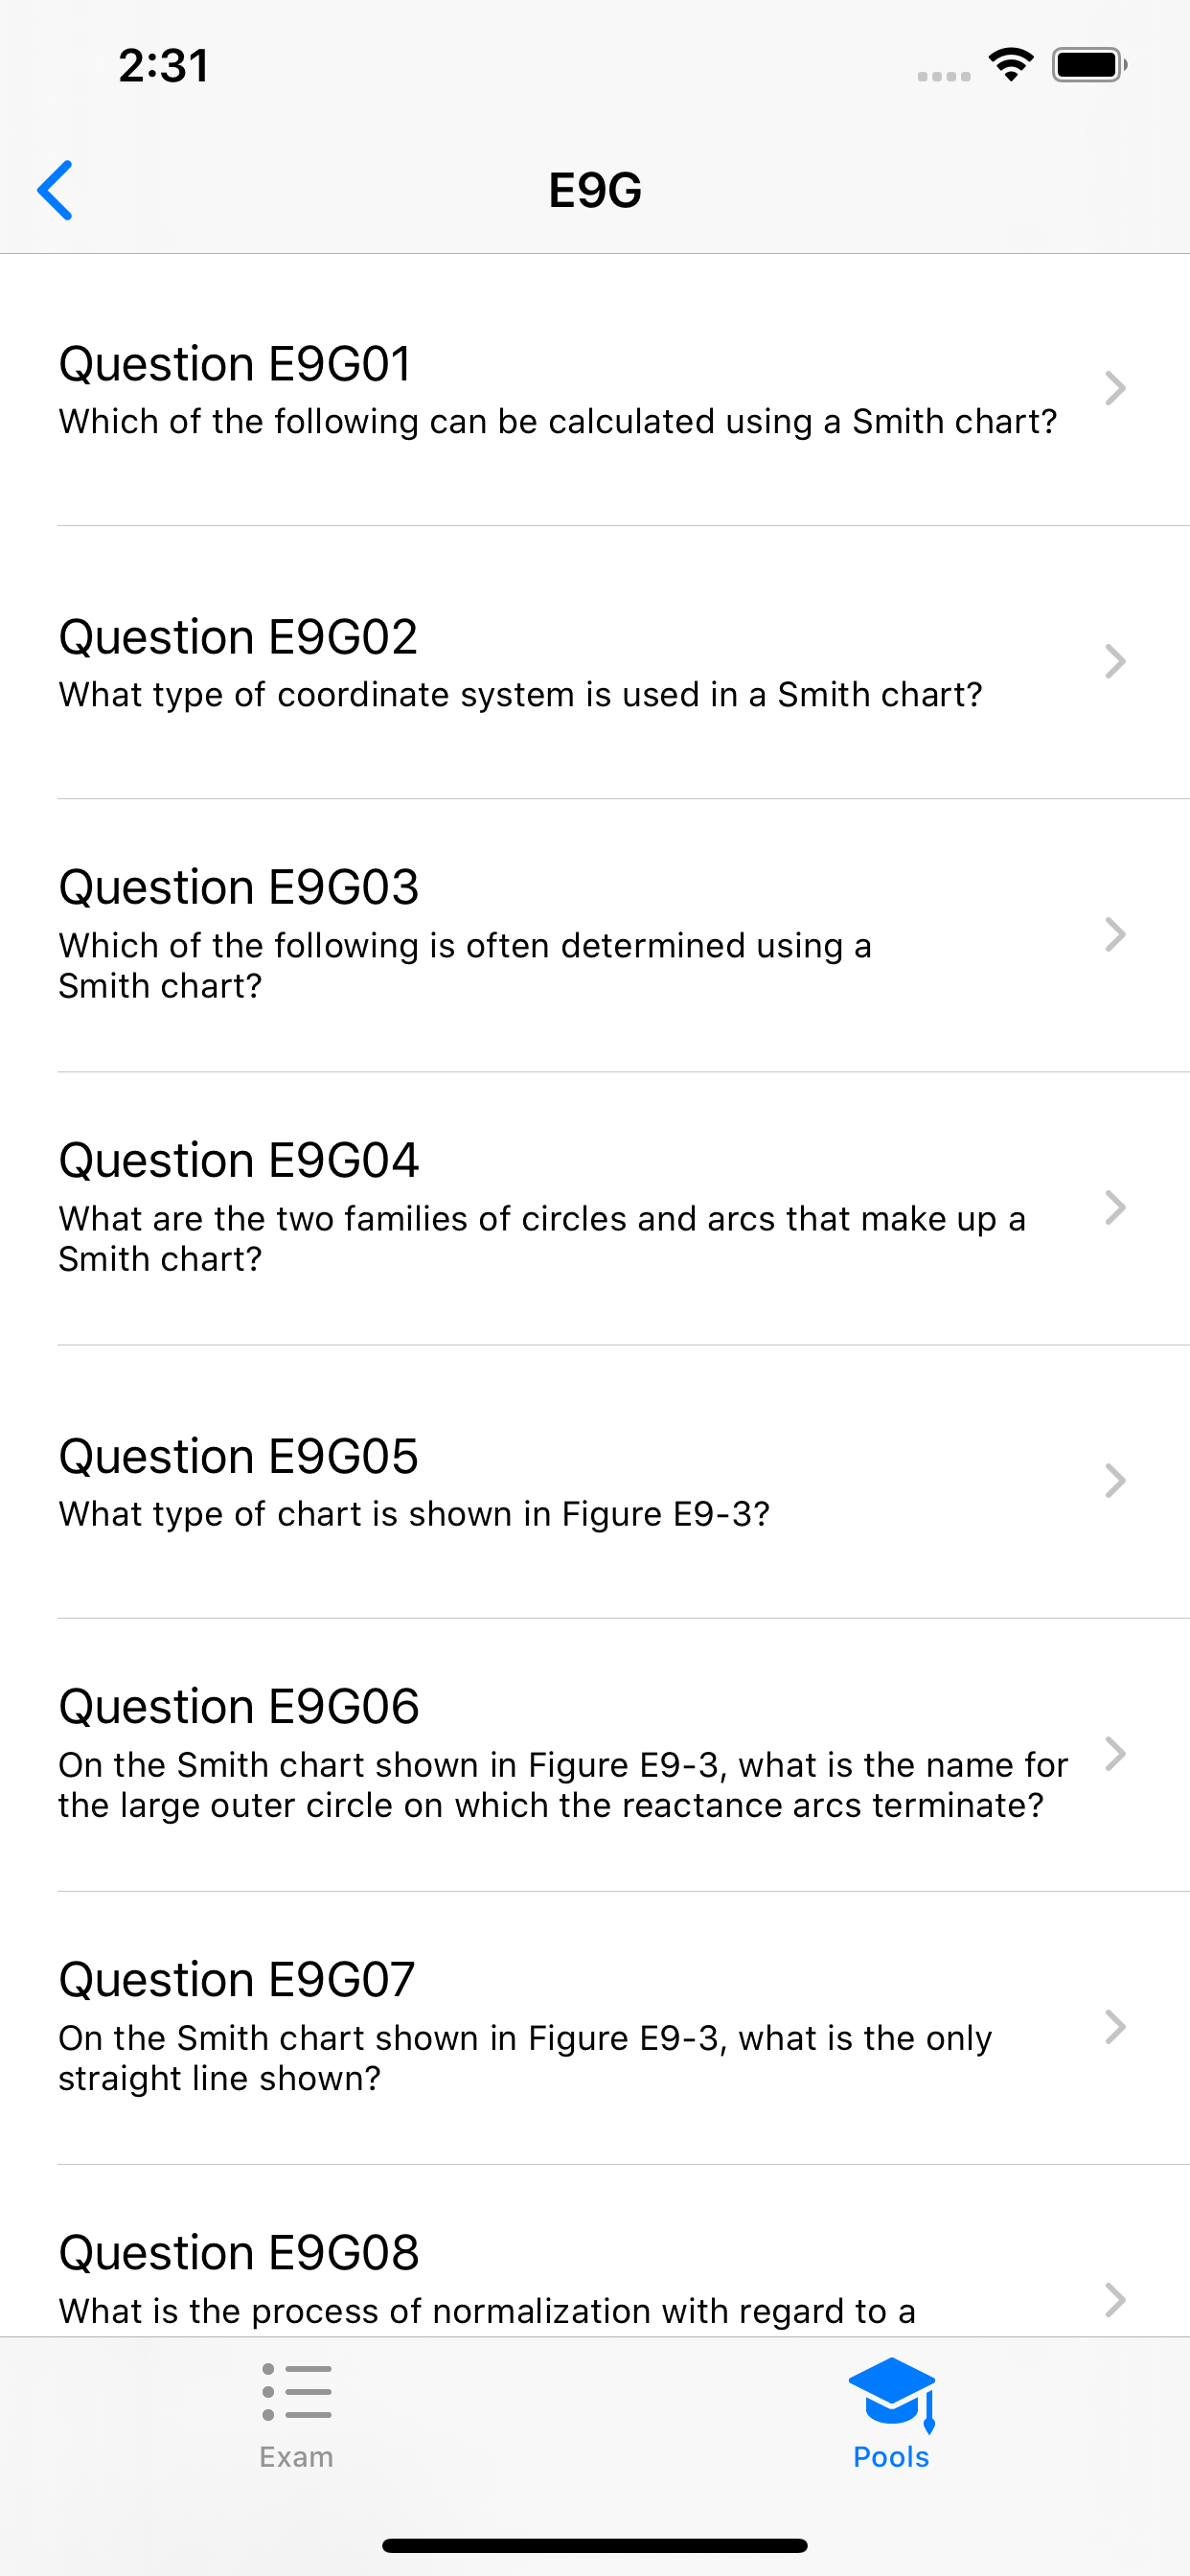 2:31
E9G
Question E9G01
Which of the following can be calculated using a Smith chart?
Question E9G02
What type of coordinate system is used in a Smith chart?
Question E9G03
Which of the following is often determined using a
Smith chart?
Question E9G04
What are the two families of circles and arcs that make up a
Smith chart?
Question E9G05
What type of chart is shown in Figure E9-3?
Question E9G06
On the Smith chart shown in Figure E9-3, what is the name for
the large outer circle on which the reactance arcs terminate?
Question E9G07
On the Smith chart shown in Figure E9-3, what is the only
straight line shown?
Question E9G08
What is the process of normalization with regard to a
Exam
Pools